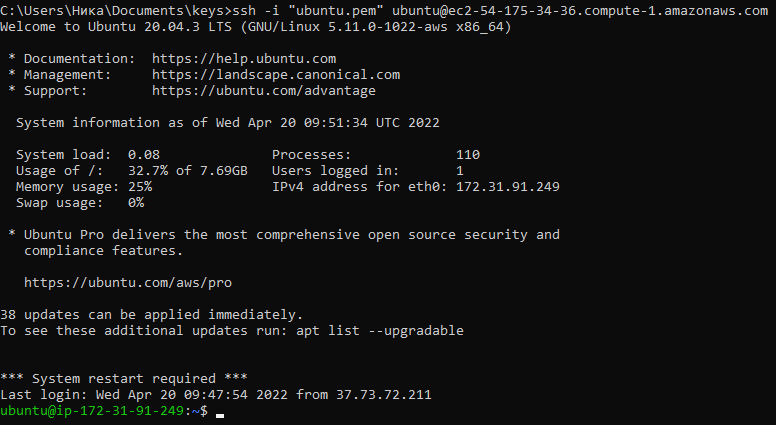 C:\Users\Ника\Documents\keys>ssh -i "ubuntu.pem" ubuntu@ec2-54-175-34-36.compute-1.amazonaws.com
Welcome to Ubuntu 20.04.3 LTS (GNU/Linux 5.11.0-1022-aws x86_64)

 * Documentation:  https://help.ubuntu.com
 * Management:     https://landscape.canonical.com
 * Support:        https://ubuntu.com/advantage

  System information as of Wed Apr 20 09:51:34 UTC 2022

  System load:  0.08              Processes:             110
  Usage of /:   32.7% of 7.69GB   Users logged in:       1
  Memory usage: 25%               IPv4 address for eth0: 172.31.91.249
  Swap usage:   0%

 * Ubuntu Pro delivers the most comprehensive open source security and
   compliance features.

   https://ubuntu.com/aws/pro

38 updates can be applied immediately.
To see these additional updates run: apt list --upgradable


*** System restart required ***
Last login: Wed Apr 20 09:47:54 2022 from 37.73.72.211
ubuntu@ip-172-31-91-249:~$